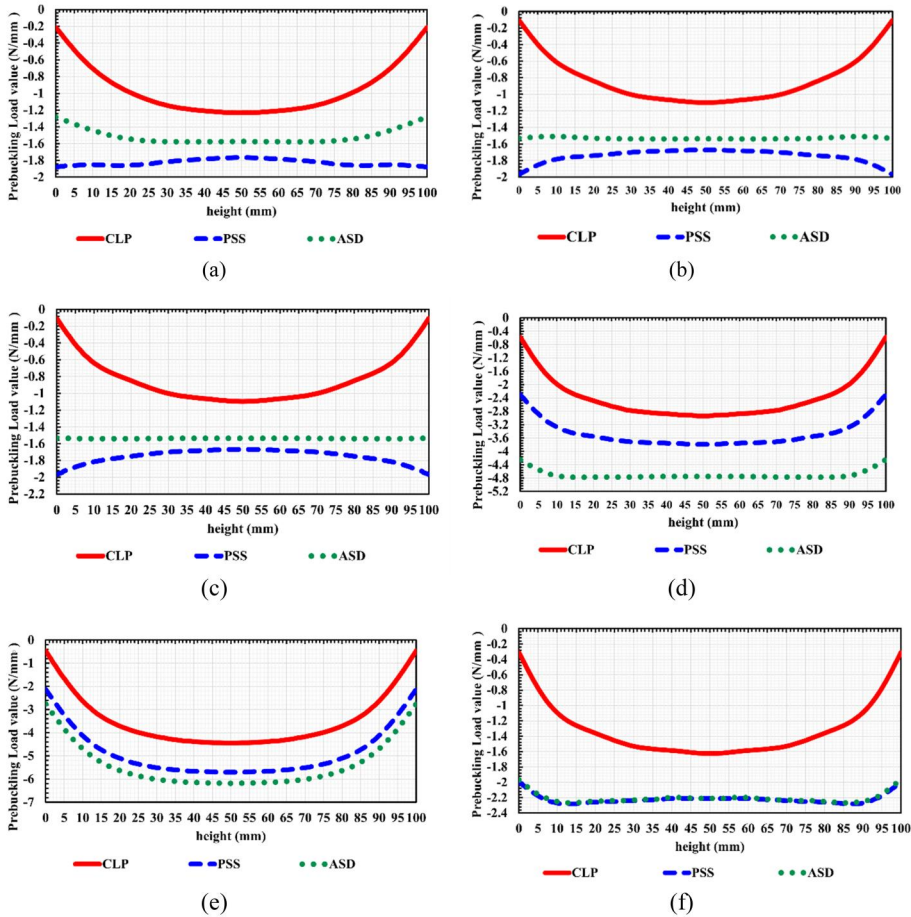 0
-0.2
-0.4
-0.6
-0.8
-1
-1.2
-1.4
-1.6
-1.8
-2
Prebuckling Load value (N/mm )
0 5 10 15 20 25 30 35 40 45 50 55 60 65 70 75 80 85 90 95 100
height (mm)
CLP PSS ASD
(a)
0
-0.2
-0.4
-0.6
-0.8
-1
-1.2
-1.4
-1.6
-1.8
-2
Prebuckling Load value (N/mm )
0 5 10 15 20 25 30 35 40 45 50 55 60 65 70 75 80 85 90 95 100
height (mm)
CLP PSS ASD
(b)
0
-0.2
-0.4
-0.6
-0.8
-1
-1.2
-1.4
-1.6
-1.8
-2
-2.2
Prebuckling Load value (N/mm )
0 5 10 15 20 25 30 35 40 45 50 55 60 65 70 75 80 85 90 95 100
height (mm)
CLP PSS ASD
(c)
0
-0.4
-0.8
-1.2
-1.6
-2
-2.4
-2.8
-3.2
-3.6
-4
-4.4
-4.8
-5.2
Prebuckling Load value (N/mm )
0 5 10 15 20 25 30 35 40 45 50 55 60 65 70 75 80 85 90 95 100
height (mm)
CLP PSS ASD
(d)
0
-1
-2
-3
-4
-5
-6
-7
Prebuckling Load value (N/mm )
0 5 10 15 20 25 30 35 40 45 50 55 60 65 70 75 80 85 90 95 100
height (mm)
CLP PSS ASD
(e)
0
-0.2
-0.4
-0.6
-0.8
-1
-1.2
-1.4
-1.6
-1.8
-2
-2.2
-2.4
Prebuckling Load value (N/mm )
0 5 10 15 20 25 30 35 40 45 50 55 60 65 70 75 80 85 90 95 100
height (mm)
CLP PSS ASD
(f)